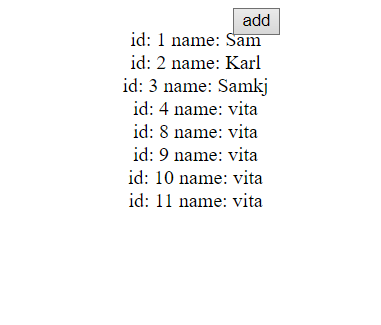 add
id: 1 name: Sam
id: 2 name: Karl
id: 3 name: Samkj
id: 4 name: vita
id: 8 name: vita
id: 9 name: vita
id: 10 name: vita
id: 11 name: vita